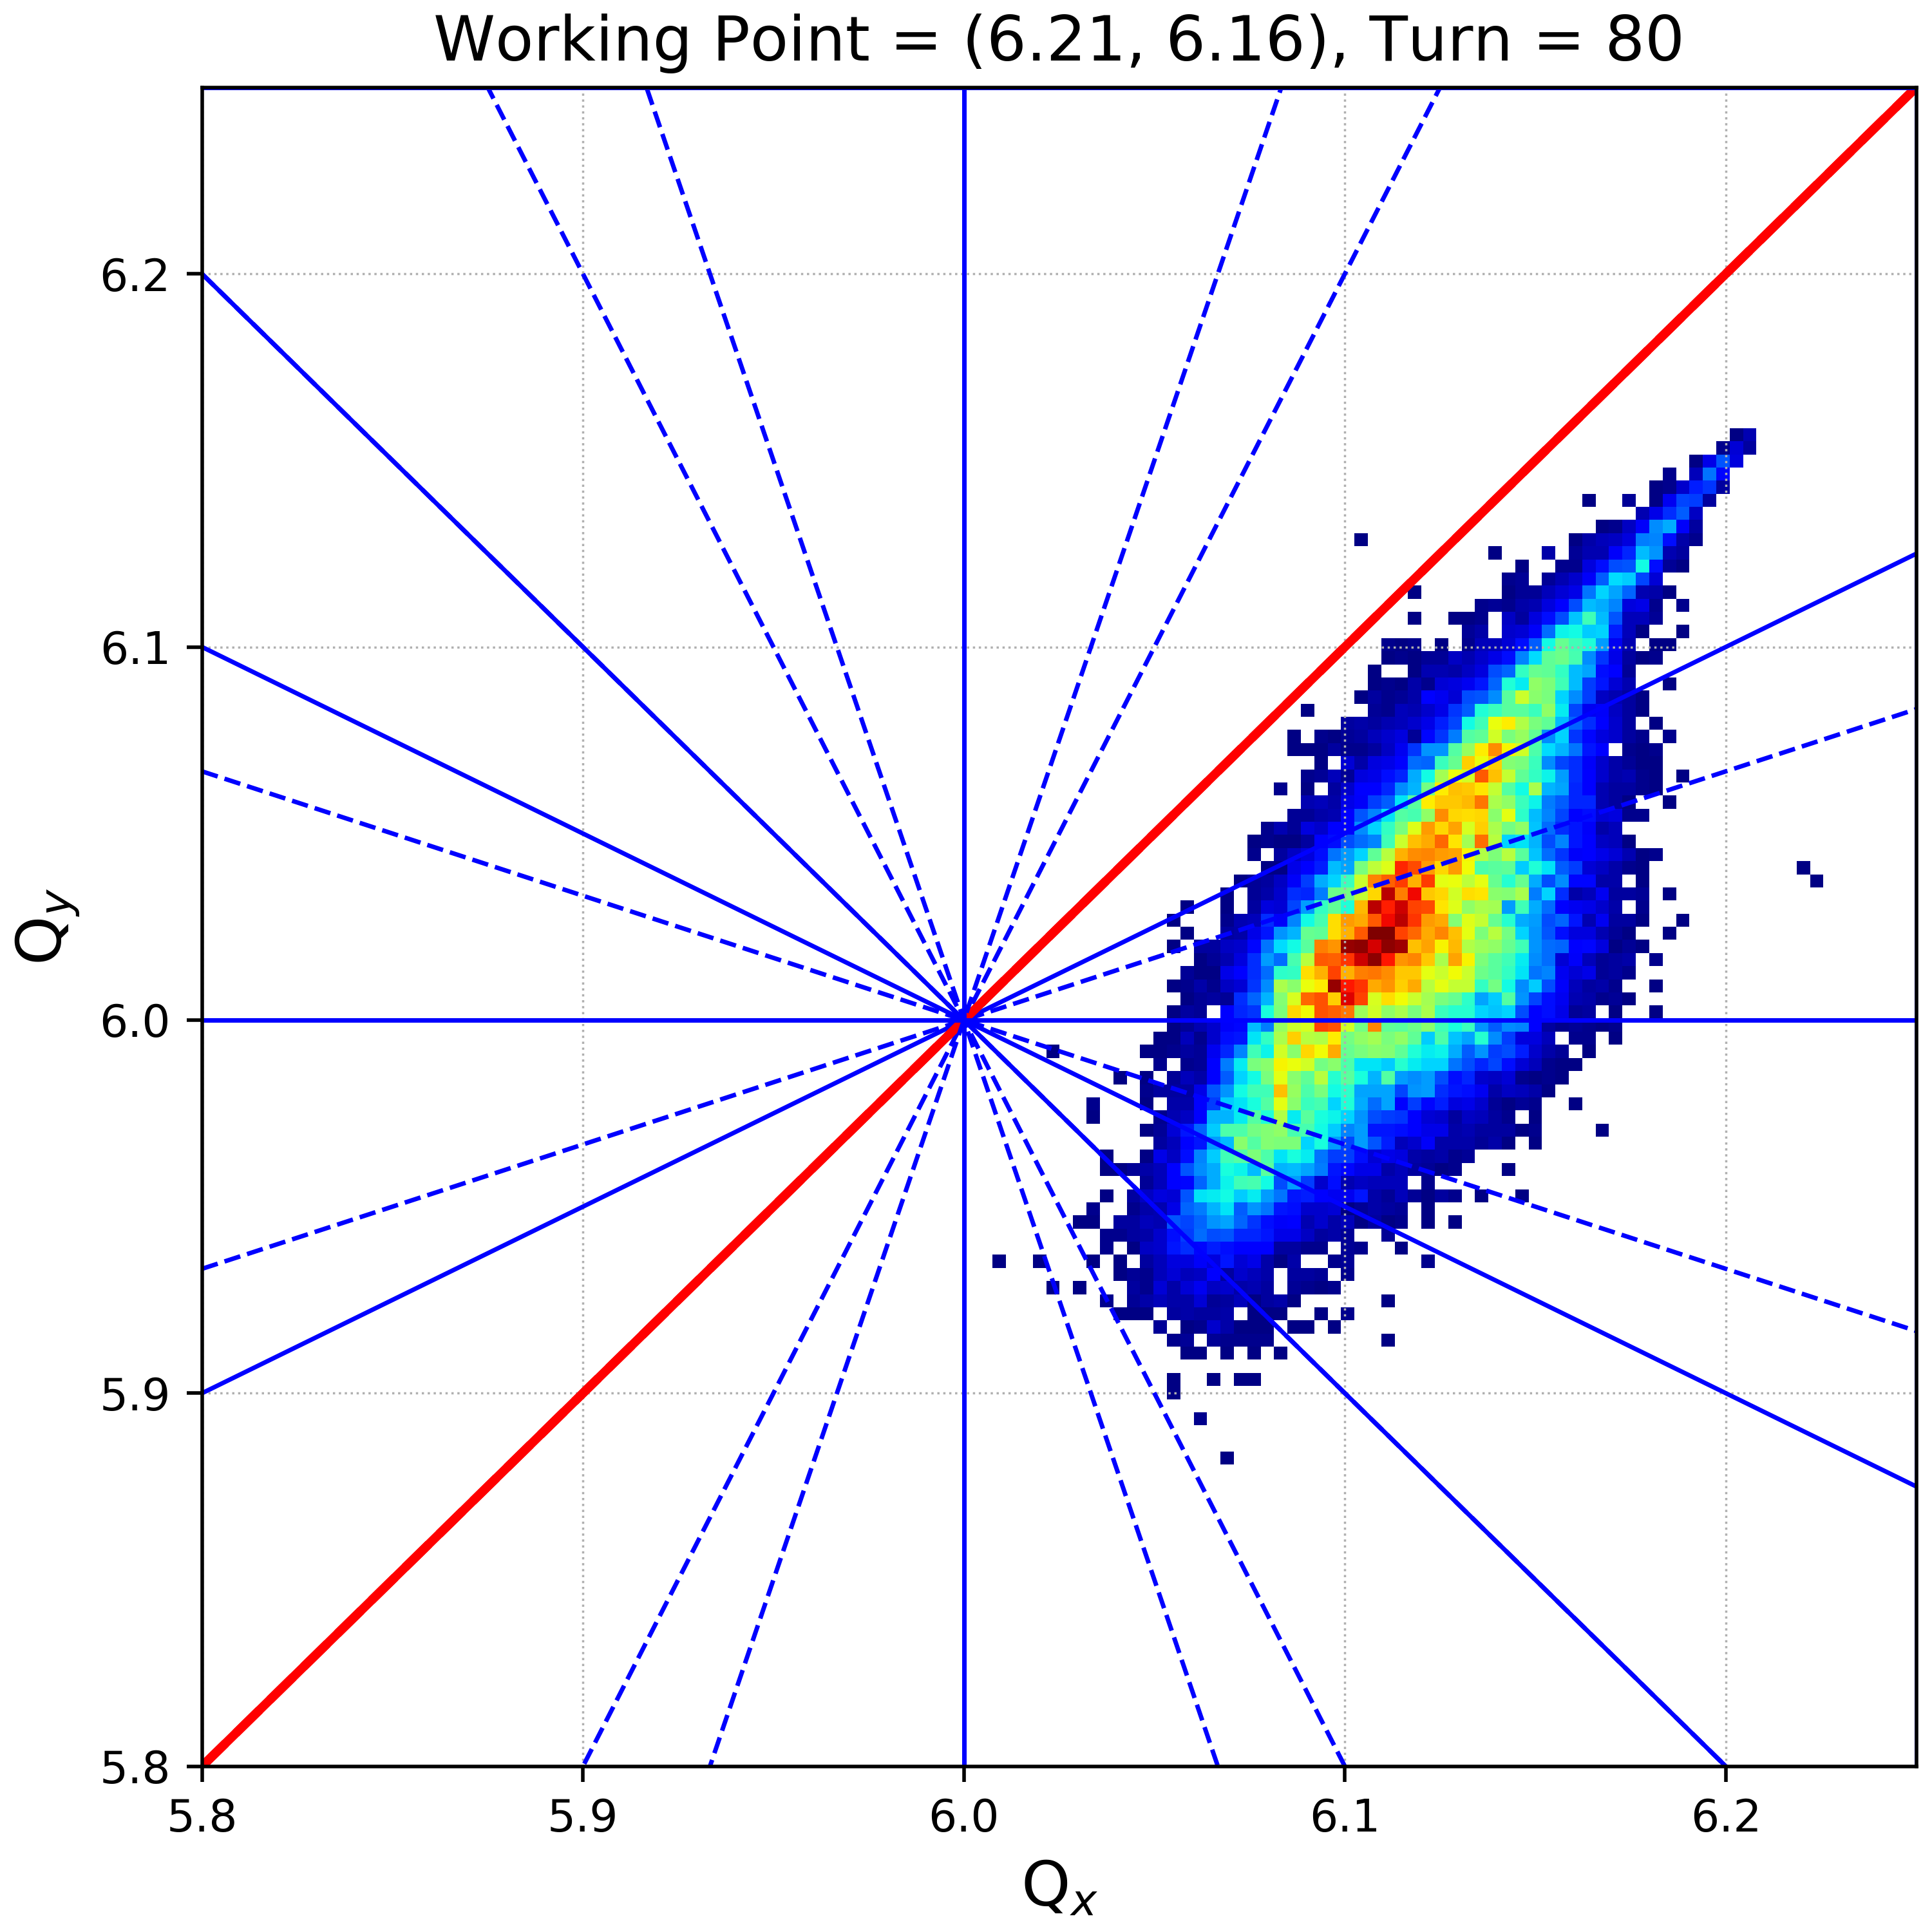 Working Point = (6.21, 6.16), Turn = 80
6.2
6.1
6.0
5.9
5.8
Qy
5.8 5.9 6.0 6.1 6.2
Qx